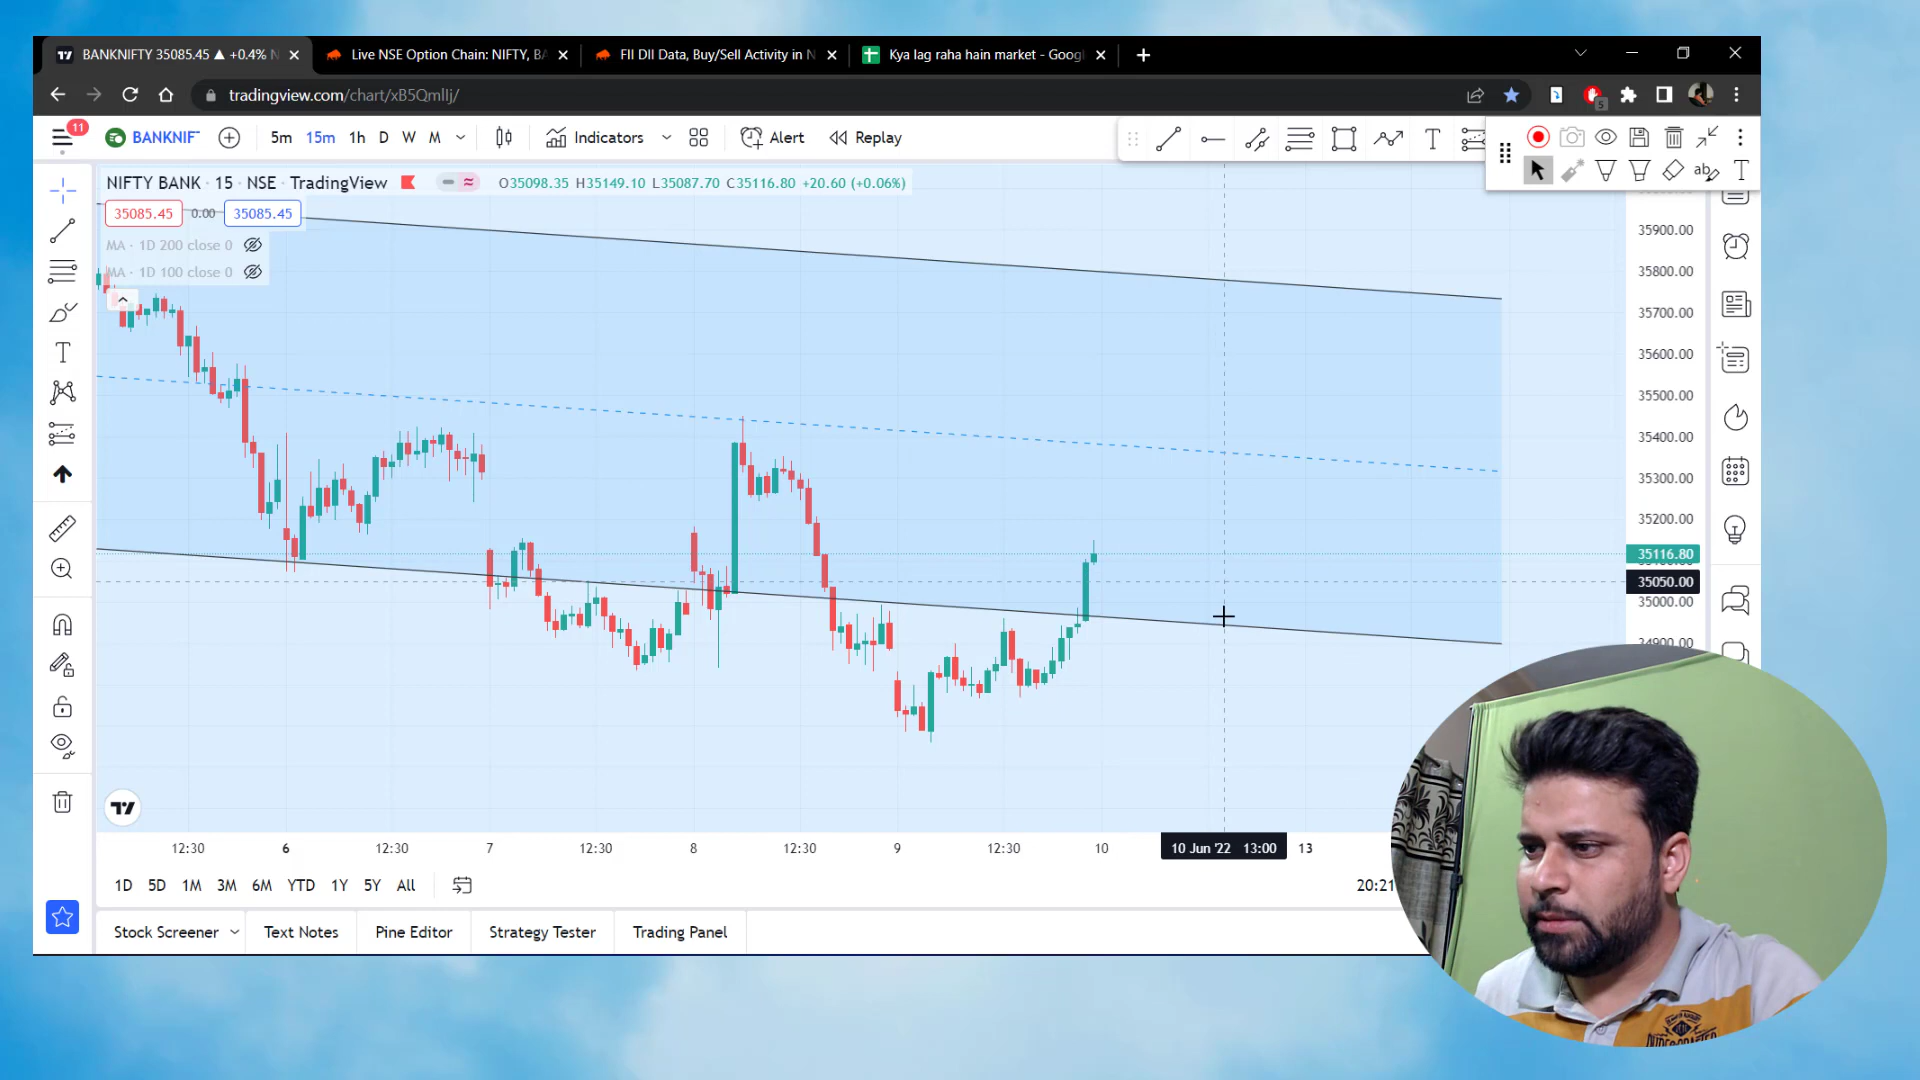 BANKNIFTY 35085.45 ▲ +0.4% N
Live NSE Option Chain: NIFTY, BA
FII DII Data, Buy/Sell Activity in N
Kya lag raha hain market - Googl
tradingview.com/chart/xB5Qmllj/
5
11
BANKNIF
5m 15m 1h D W M
Indicators
Alert
Replay
NIFTY BANK · 15 · NSE · TradingView
O35098.35 H35149.10 L35087.70 C35116.80 +20.60 (+0.06%)
35085.45 0.00 35085.45
MA · 1D 200 close 0
MA · 1D 100 close 0
35900.00
35800.00
35700.00
35600.00
35500.00
35400.00
35300.00
35200.00
35116.80
35050.00
35000.00
34900.00
12:30 6 12:30 7 12:30 8 12:30 9 12:30 10 10 Jun '22 13:00 13
1D 5D 1M 3M 6M YTD 1Y 5Y All
20:21
Stock Screener Text Notes Pine Editor Strategy Tester Trading Panel